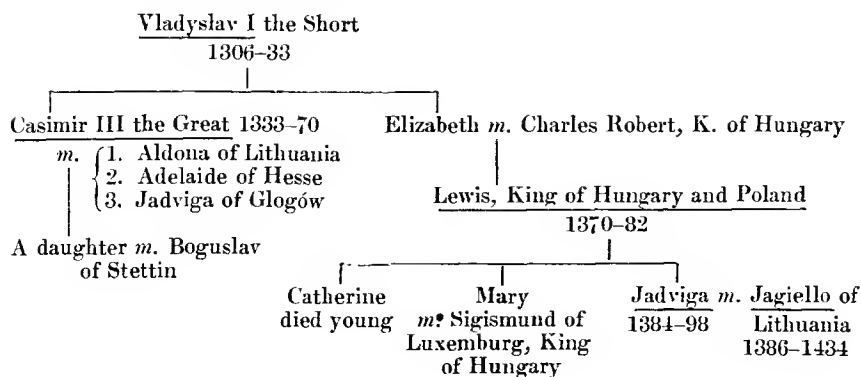 Vladyslav I the Short
1306–33
Casimir III the Great 1333–70
m. { 1. Aldona of Lithuania
2. Adelaide of Hesse
3. Jadviga of Glogów
A daughter m. Boguslav
of Stettin
Elizabeth m. Charles Robert, K. of Hungary
Lewis, King of Hungary and Poland
1370–82
Catherine
died young
Mary
m. Sigismund of
Luxemburg, King
of Hungary
Jadviga m. Jagiello of
1384–98 Lithuania
1386–1434